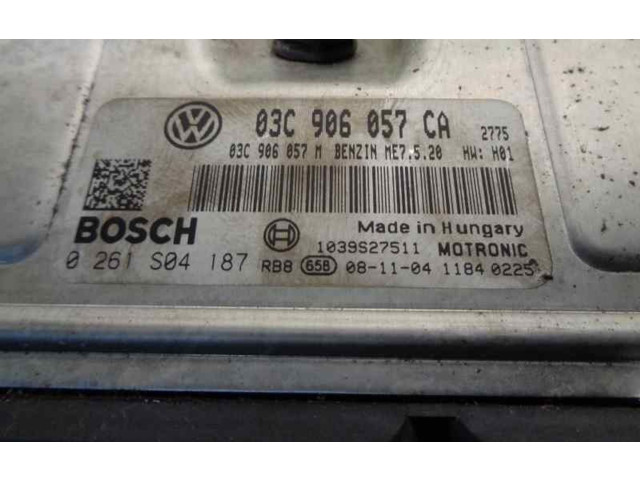 03C 906 057 CA 2775
03C 906 057 M BENZIN ME7.5.20 HW: H01
BOSCH Made in Hungary
1039S27511 MOTRONIC
0 261 S04 187 RB8 658 08-11-04 1184 0225